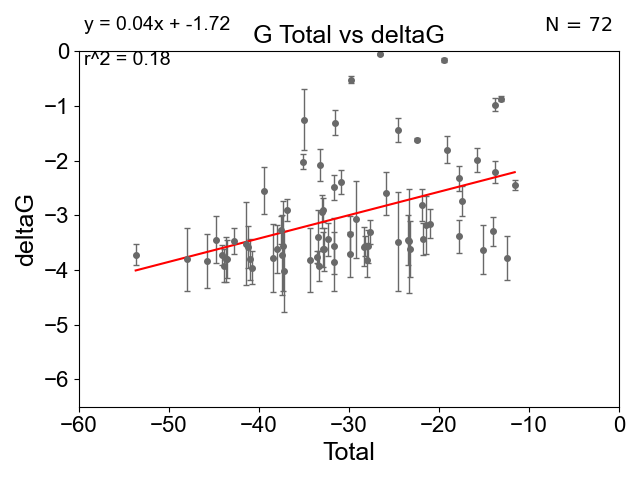 y = 0.04x + -1.72
N = 72
G Total vs deltaG
r^2 = 0.18
0
−1
−2
−3
−4
−5
−6
deltaG
−60
−50
−40
−30
−20
−10
0
Total